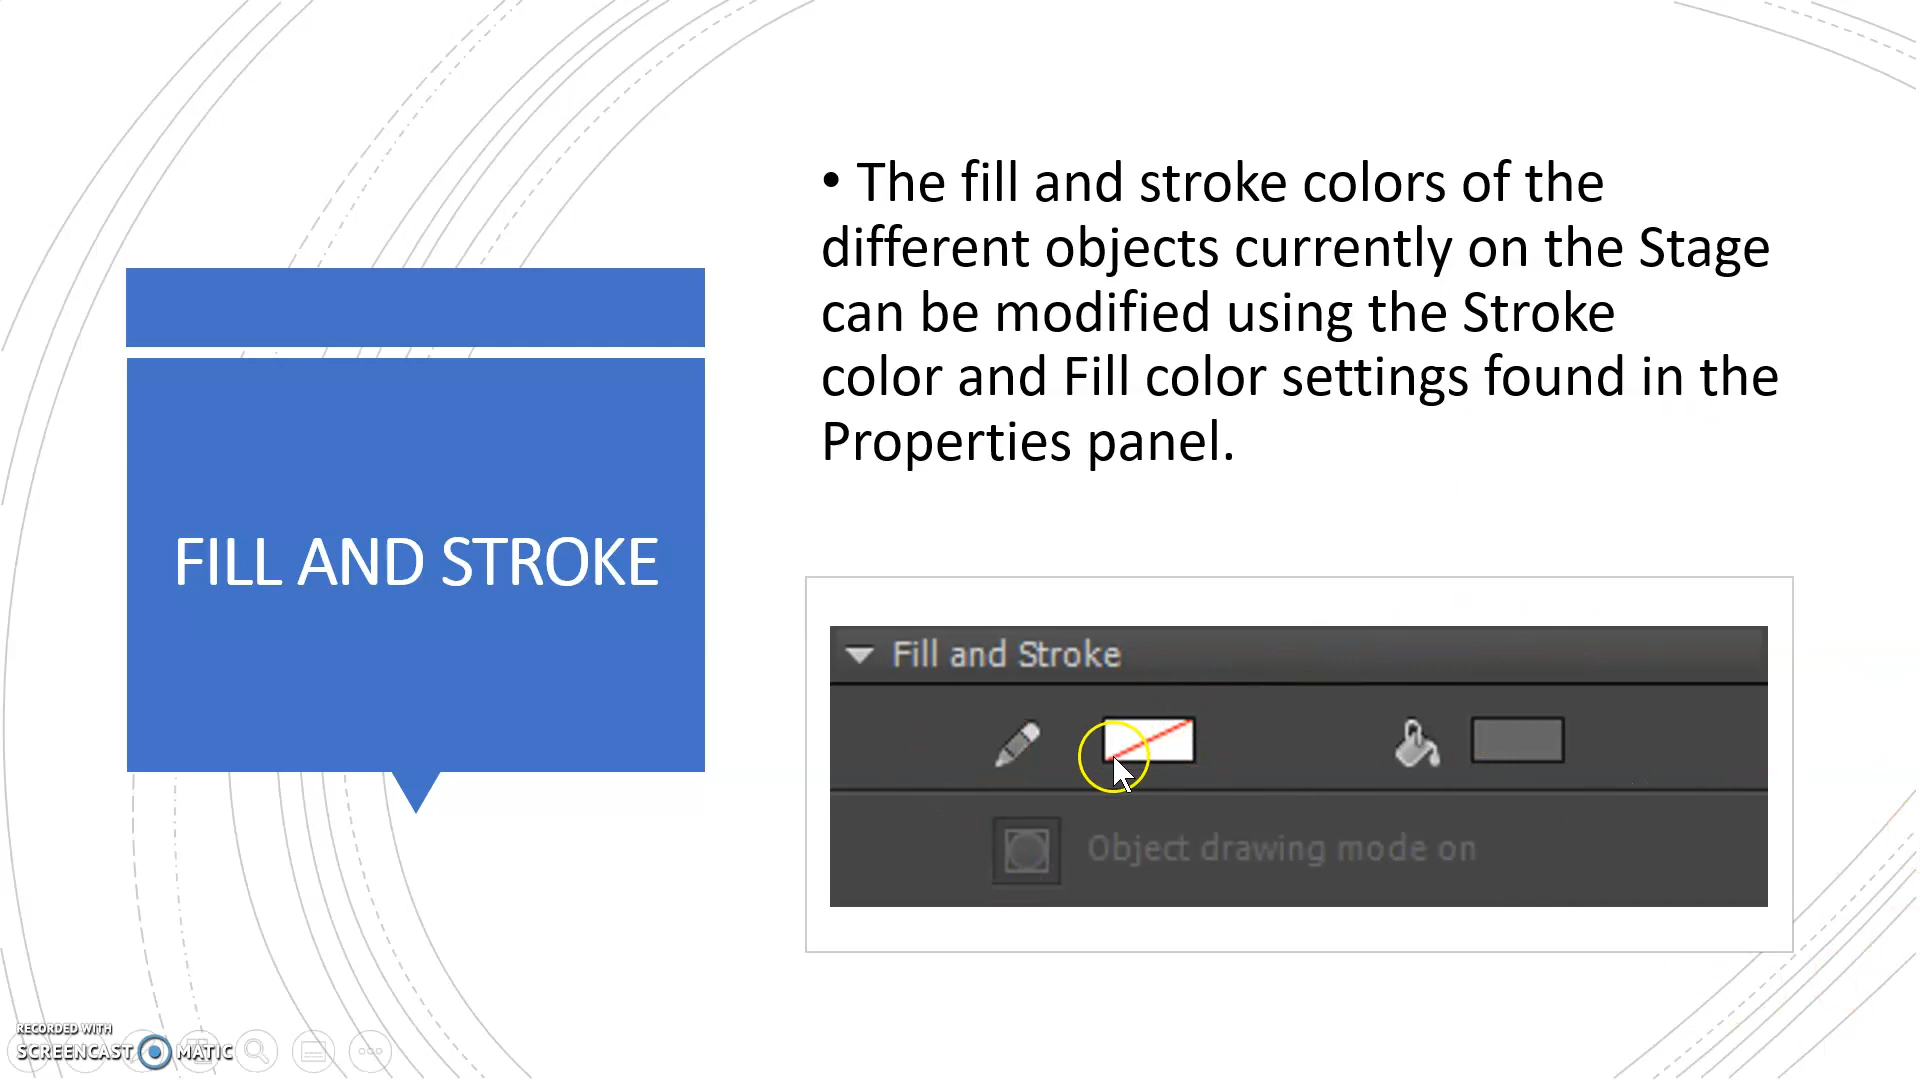 • The fill and stroke colors of the
different objects currently on the Stage
can be modified using the Stroke
color and Fill color settings found in the
Properties panel.
FILL AND STROKE
Fill and Stroke
Object drawing mode on
RECORDED WITH
SCREENCAST MATIC